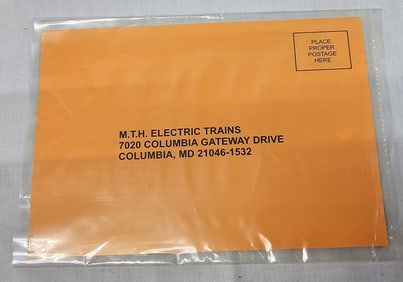 PLACE
PROPER
POSTAGE
HERE
M.T.H. ELECTRIC TRAINS
7020 COLUMBIA GATEWAY DRIVE
COLUMBIA, MD 21046-1532